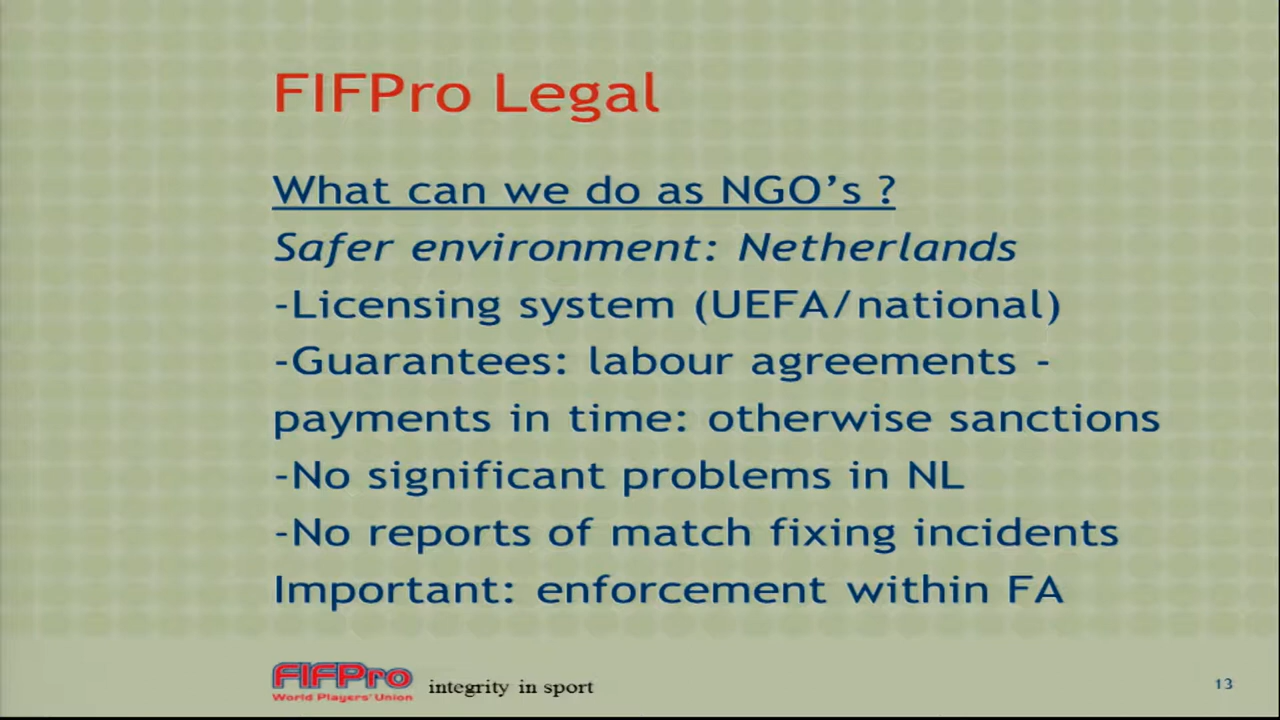 FIFPro Legal
What can we do as NGO's ?
Safer environment: Netherlands
-Licensing system (UEFA/national)
-Guarantees: labour agreements -
payments in time: otherwise sanctions
-No significant problems in NL
-No reports of match fixing incidents
Important: enforcement within FA
FIFPro
World Players' Union
integrity in sport
13